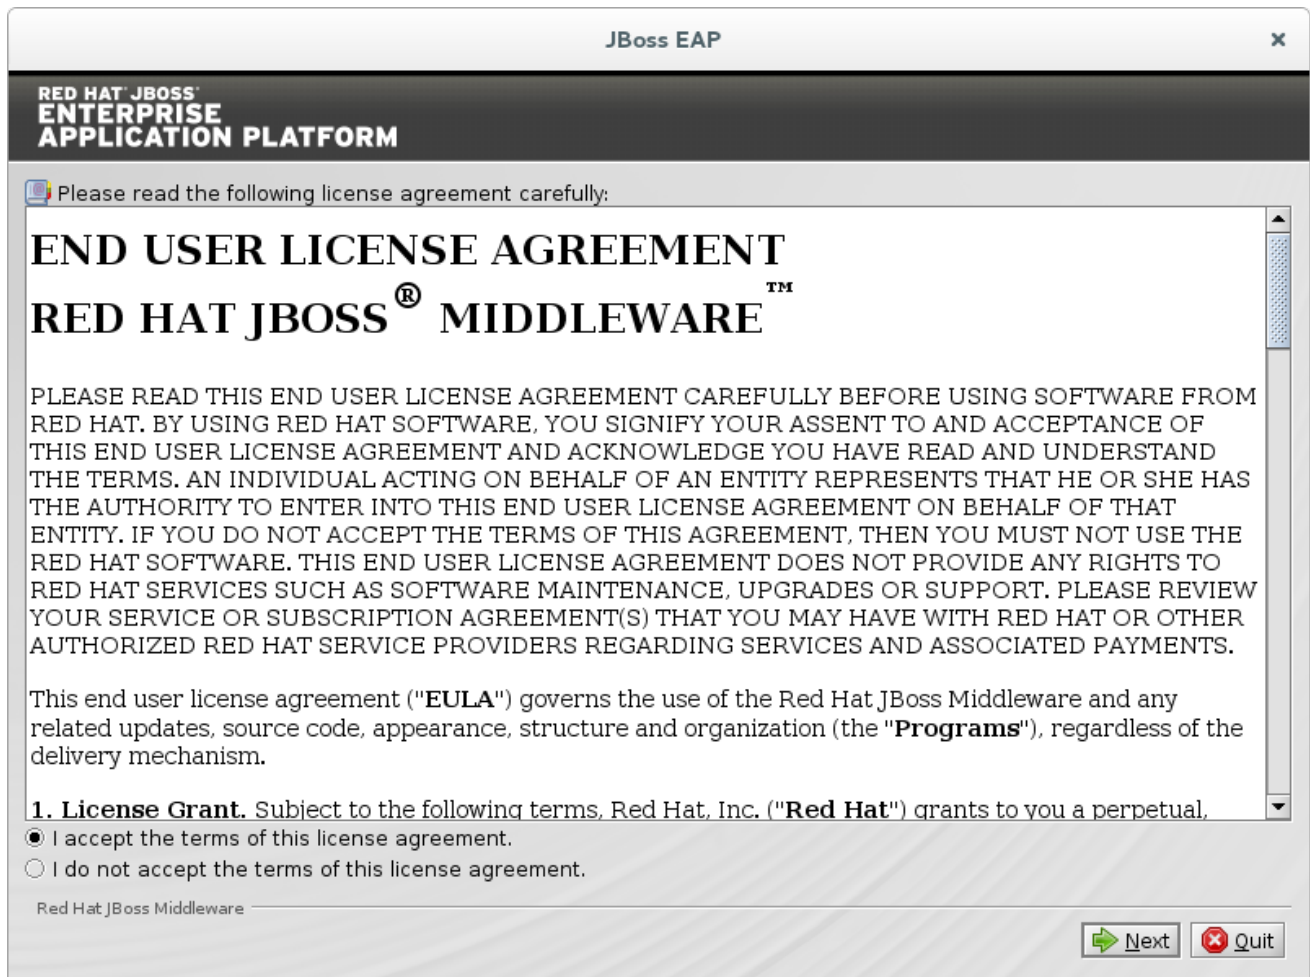 JBoss EAP
RED HAT® JBOSS®
ENTERPRISE
APPLICATION PLATFORM
Please read the following license agreement carefully:
END USER LICENSE AGREEMENT
RED HAT JBOSS® MIDDLEWARE™
PLEASE READ THIS END USER LICENSE AGREEMENT CAREFULLY BEFORE USING SOFTWARE FROM
RED HAT. BY USING RED HAT SOFTWARE, YOU SIGNIFY YOUR ASSENT TO AND ACCEPTANCE OF
THIS END USER LICENSE AGREEMENT AND ACKNOWLEDGE YOU HAVE READ AND UNDERSTAND
THE TERMS. AN INDIVIDUAL ACTING ON BEHALF OF AN ENTITY REPRESENTS THAT HE OR SHE HAS
THE AUTHORITY TO ENTER INTO THIS END USER LICENSE AGREEMENT ON BEHALF OF THAT
ENTITY. IF YOU DO NOT ACCEPT THE TERMS OF THIS AGREEMENT, THEN YOU MUST NOT USE THE
RED HAT SOFTWARE. THIS END USER LICENSE AGREEMENT DOES NOT PROVIDE ANY RIGHTS TO
RED HAT SERVICES SUCH AS SOFTWARE MAINTENANCE, UPGRADES OR SUPPORT. PLEASE REVIEW
YOUR SERVICE OR SUBSCRIPTION AGREEMENT(S) THAT YOU MAY HAVE WITH RED HAT OR OTHER
AUTHORIZED RED HAT SERVICE PROVIDERS REGARDING SERVICES AND ASSOCIATED PAYMENTS.
This end user license agreement ("EULA") governs the use of the Red Hat JBoss Middleware and any
related updates, source code, appearance, structure and organization (the "Programs"), regardless of the
delivery mechanism.
1. License Grant. Subject to the following terms, Red Hat, Inc. ("Red Hat") grants to you a perpetual,
I accept the terms of this license agreement.
I do not accept the terms of this license agreement.
Red Hat JBoss Middleware
Next
Quit